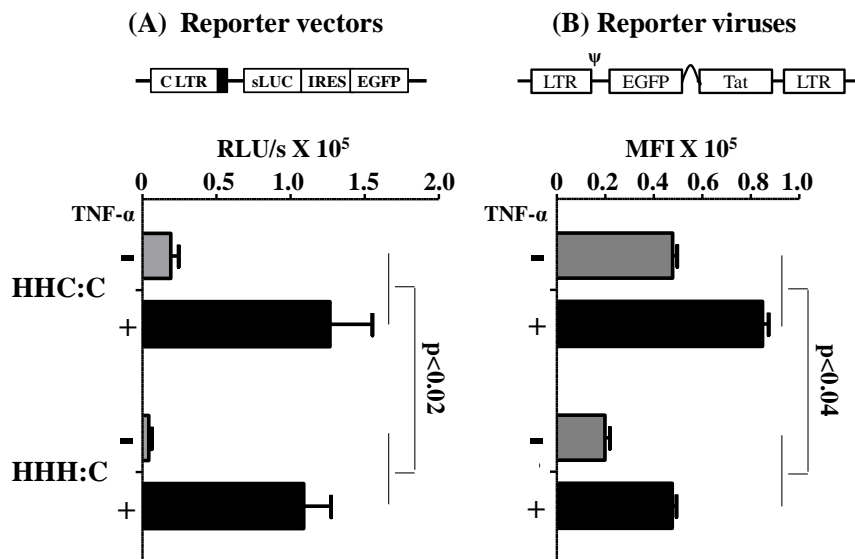 (A) Reporter vectors
(B) Reporter viruses
C LTR sLUC IRES EGFP
ψ
LTR EGFP Tat LTR
RLU/s X 10⁵
0 0.5 1.0 1.5 2.0
MFI X 10⁵
0 0.2 0.4 0.6 0.8 1.0
TNF-α
-
HHC:C
+
-
HHH:C
+
p<0.02
TNF-α
-
+
-
+
p<0.04